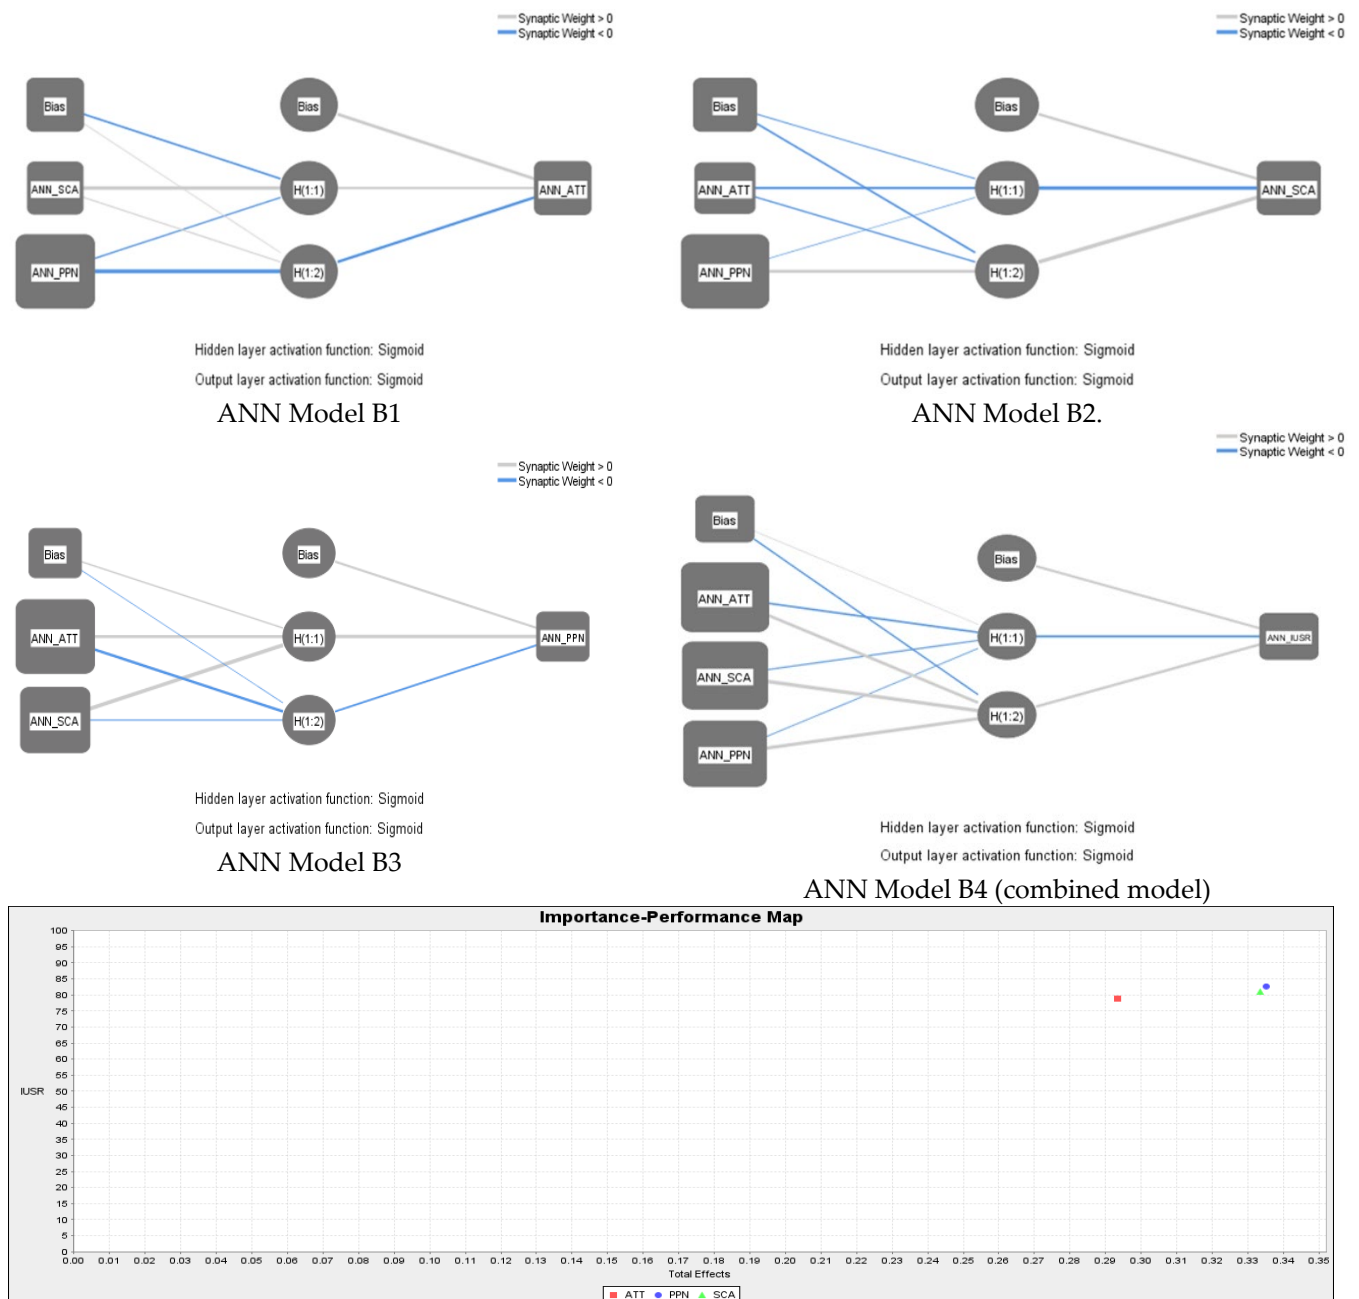 Synaptic Weight > 0
Synaptic Weight < 0
Bias
ANN_SCA
ANN_PPN
Bias
H(1:1)
H(1:2)
ANN_ATT
Hidden layer activation function: Sigmoid
Output layer activation function: Sigmoid
ANN Model B1
Synaptic Weight > 0
Synaptic Weight < 0
Bias
ANN_ATT
ANN_PPN
Bias
H(1:1)
H(1:2)
ANN_SCA
Hidden layer activation function: Sigmoid
Output layer activation function: Sigmoid
ANN Model B2.
Synaptic Weight > 0
Synaptic Weight < 0
Bias
ANN_ATT
ANN_SCA
Bias
H(1:1)
H(1:2)
ANN_PPN
Hidden layer activation function: Sigmoid
Output layer activation function: Sigmoid
ANN Model B3
Synaptic Weight > 0
Synaptic Weight < 0
Bias
ANN_ATT
ANN_SCA
ANN_PPN
Bias
H(1:1)
H(1:2)
ANN_IUSR
Hidden layer activation function: Sigmoid
Output layer activation function: Sigmoid
ANN Model B4 (combined model)
Importance-Performance Map
100
95
90
85
80
75
70
65
60
55
50
45
40
35
30
25
20
15
10
5
0
IUSR
0.00 0.01 0.02 0.03 0.04 0.05 0.06 0.07 0.08 0.09 0.10 0.11 0.12 0.13 0.14 0.15 0.16 0.17 0.18 0.19 0.20 0.21 0.22 0.23 0.24 0.25 0.26 0.27 0.28 0.29 0.30 0.31 0.32 0.33 0.34 0.35
Total Effects
ATT PPN SCA